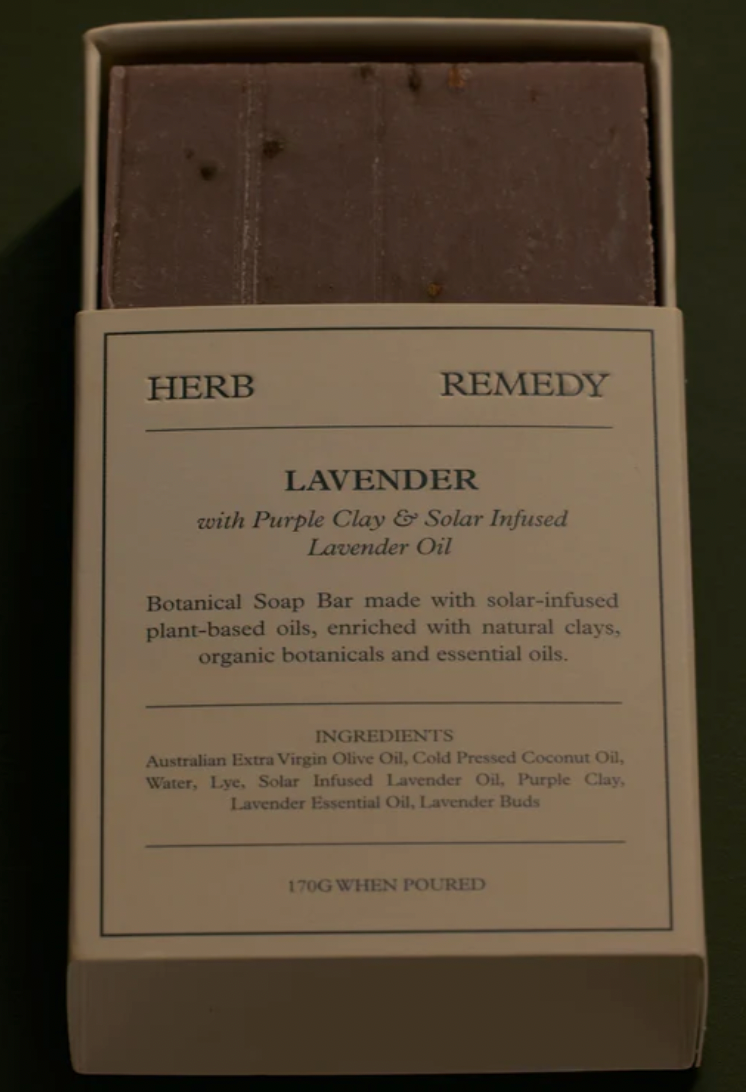 HERB REMEDY
LAVENDER
with Purple Clay & Solar Infused
Lavender Oil
Botanical Soap Bar made with solar-infused
plant-based oils, enriched with natural clays,
organic botanicals and essential oils.
INGREDIENTS
Australian Extra Virgin Olive Oil, Cold Pressed Coconut Oil,
Water, Lye, Solar Infused Lavender Oil, Purple Clay,
Lavender Essential Oil, Lavender Buds
170G WHEN POURED